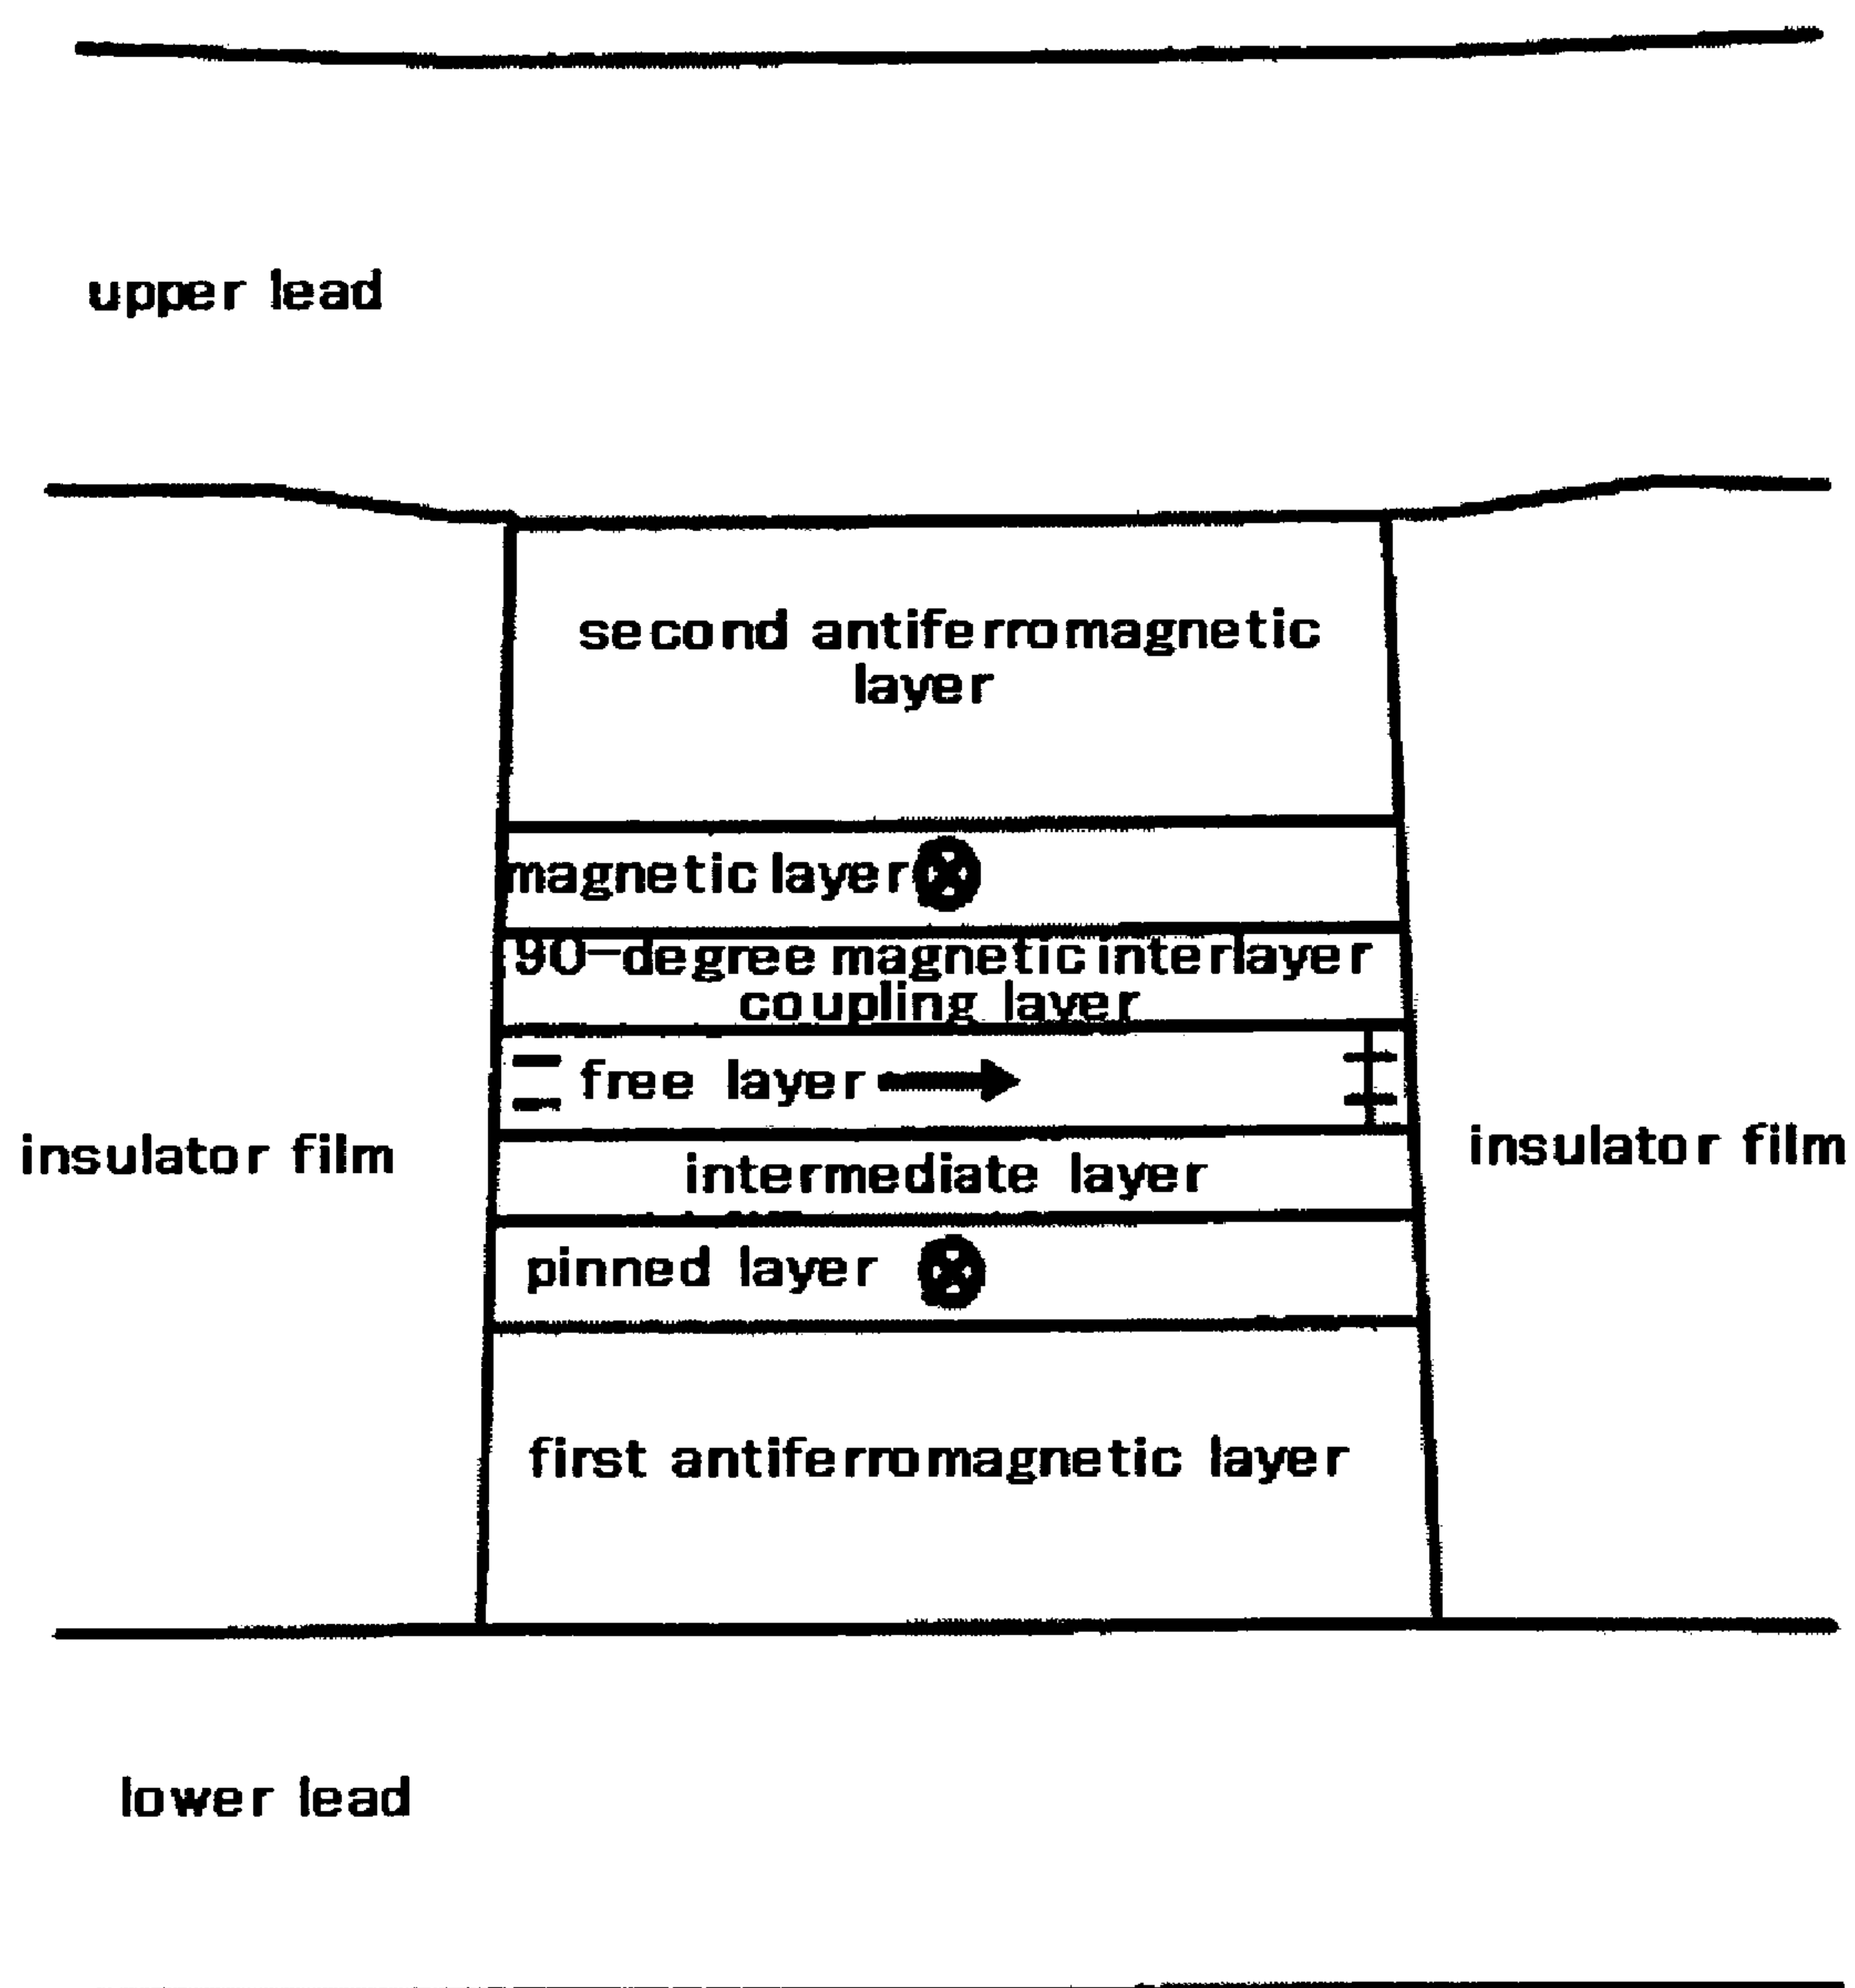 upper lead
second antiferromagnetic
layer
magnetic layer
90-degree magnetic interlayer
coupling layer
free layer
insulator film
insulator film
intermediate layer
pinned layer
first antiferromagnetic layer
lower lead